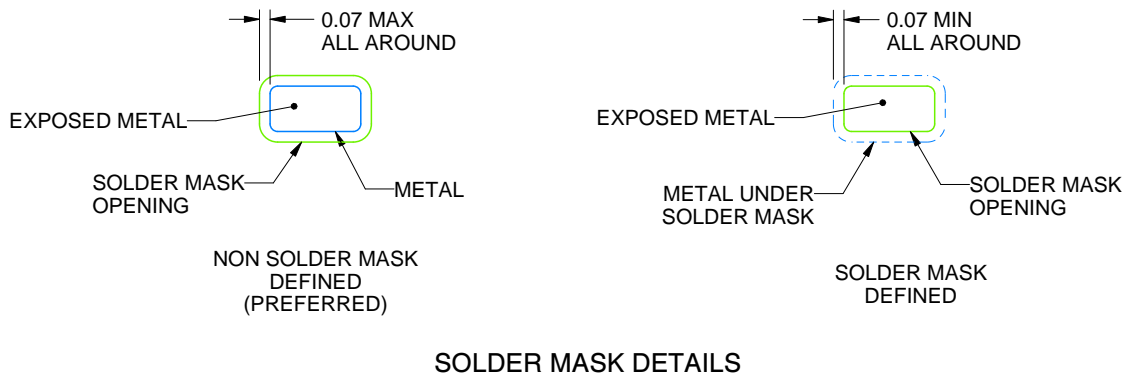 0.07 MAX
ALL AROUND
EXPOSED METAL
SOLDER MASK
OPENING
METAL
NON SOLDER MASK
DEFINED
(PREFERRED)
0.07 MIN
ALL AROUND
EXPOSED METAL
METAL UNDER
SOLDER MASK
SOLDER MASK
OPENING
SOLDER MASK
DEFINED
SOLDER MASK DETAILS